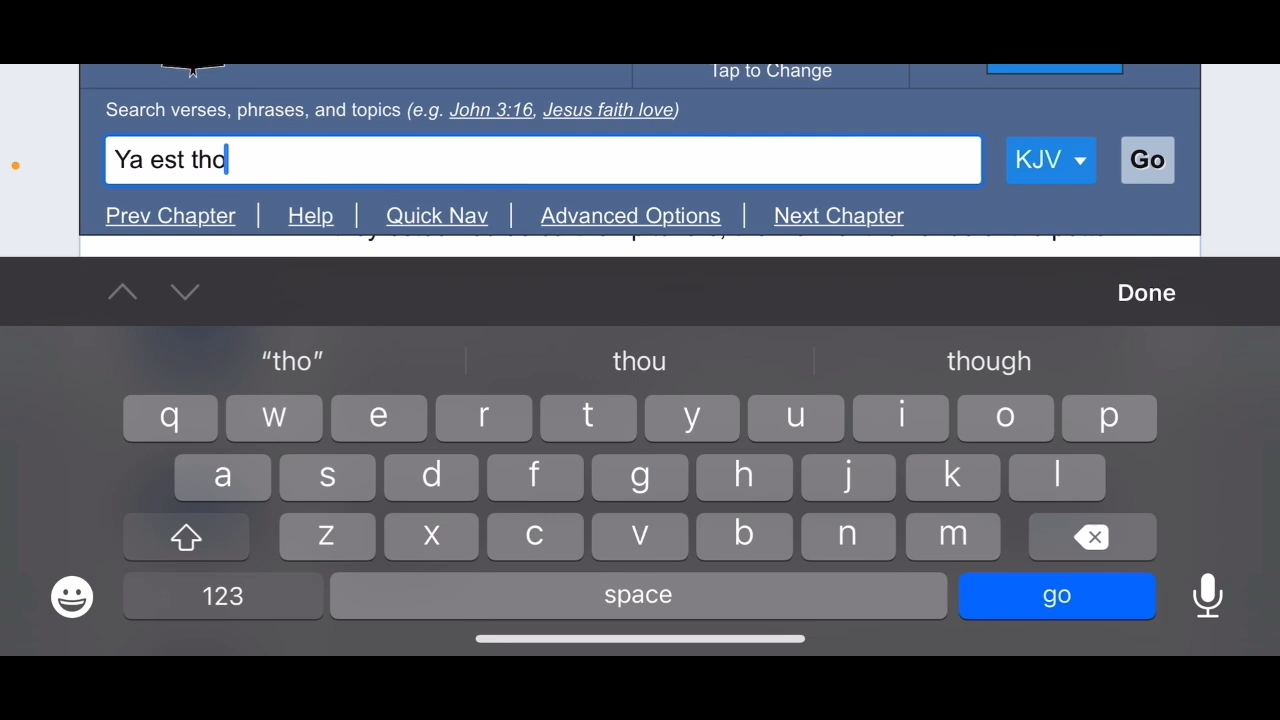 Tap to Change
Search verses, phrases, and topics (e.g. John 3:16, Jesus faith love)
Ya est tho
KJV
Go
Prev Chapter | Help | Quick Nav | Advanced Options | Next Chapter
Done
“tho” thou though
q w e r t y u i o p
a s d f g h j k l
z x c v b n m
123 space go